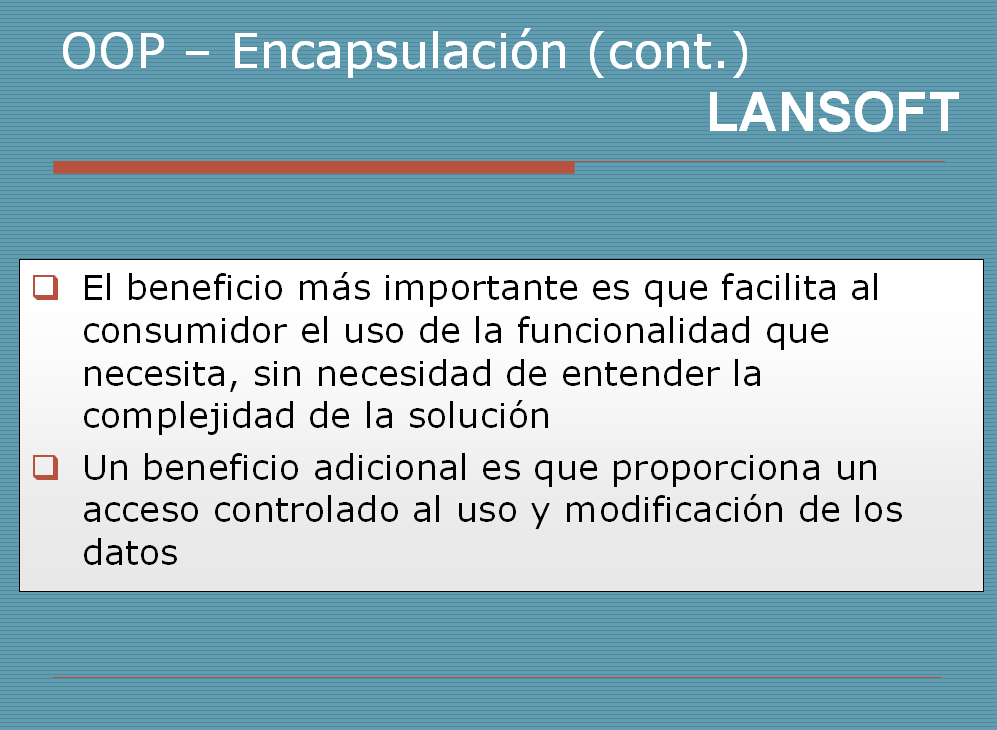 OOP – Encapsulación (cont.)
LANSOFT
El beneficio más importante es que facilita al
consumidor el uso de la funcionalidad que
necesita, sin necesidad de entender la
complejidad de la solución
Un beneficio adicional es que proporciona un
acceso controlado al uso y modificación de los
datos